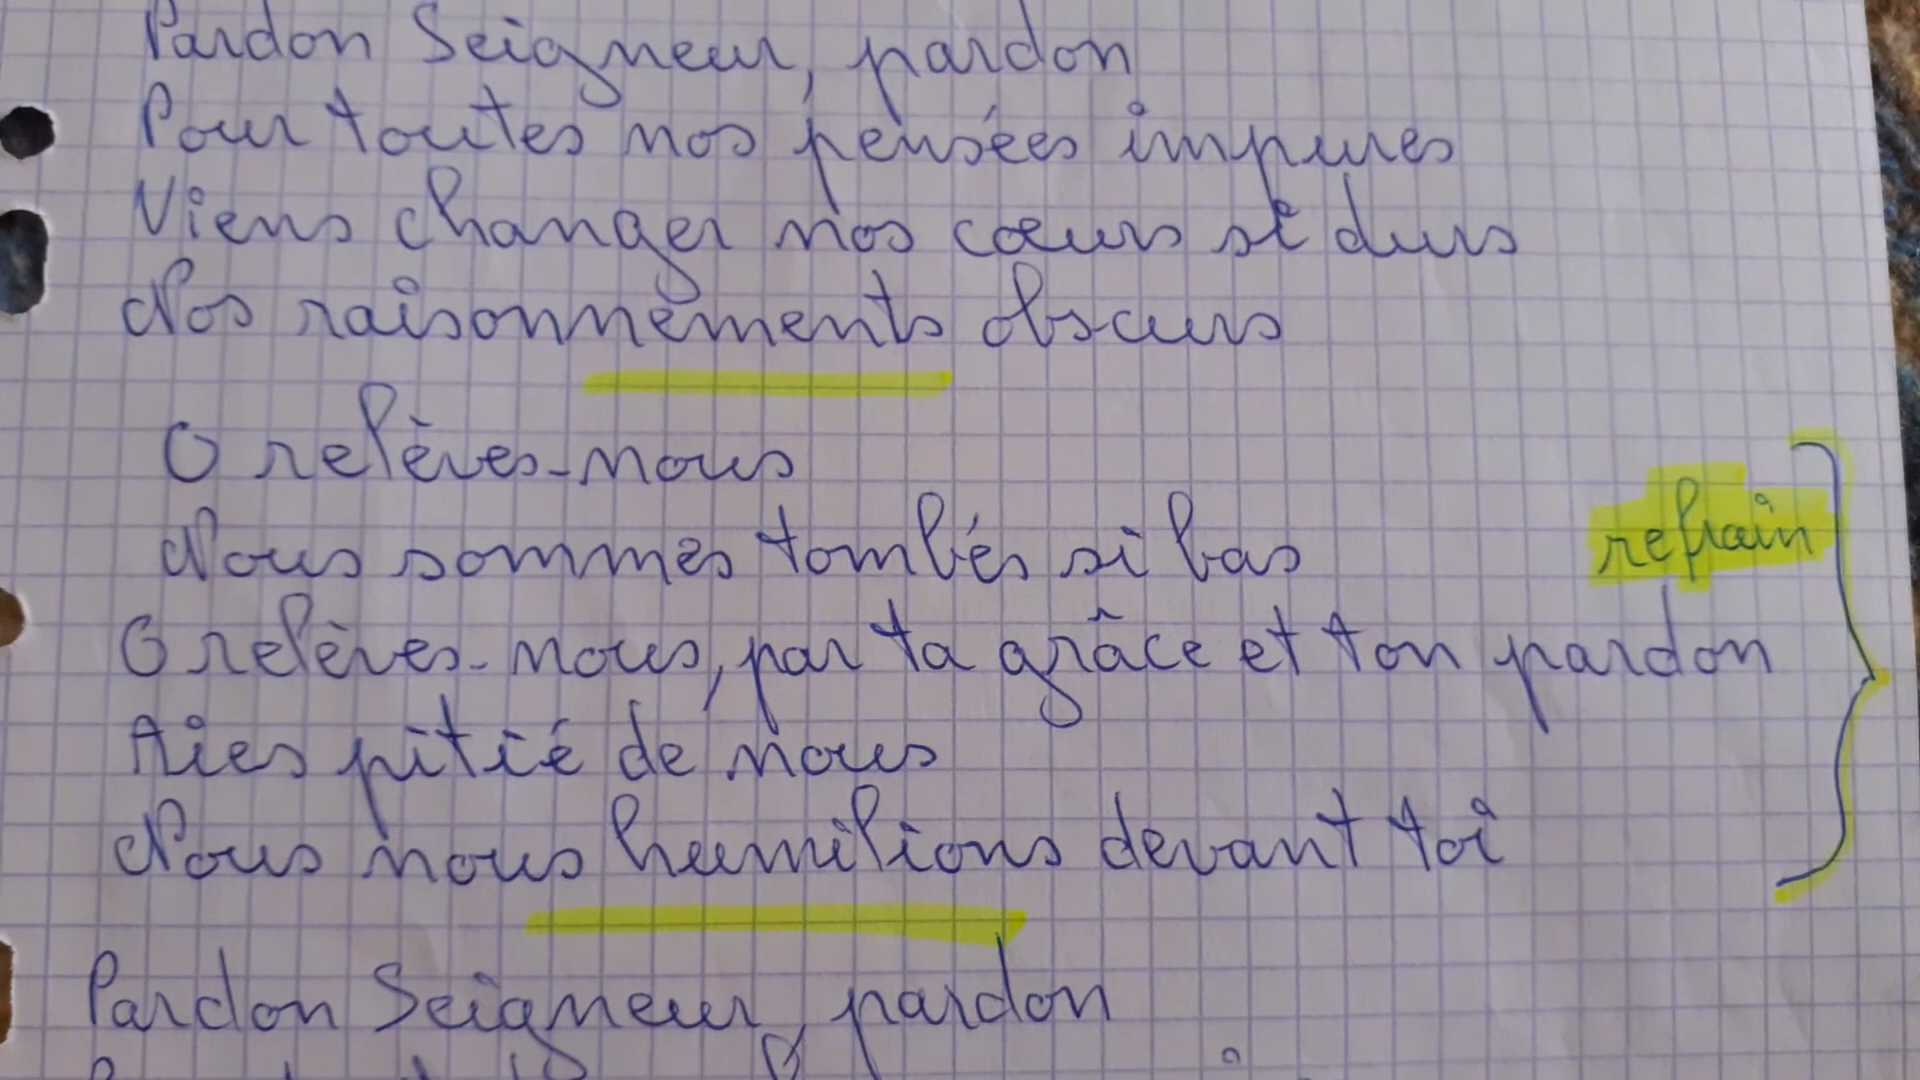 Pardon Seigneur, pardon
Pour toutes nos pensées impures
Viens changer nos cœurs si durs
Nos raisonnements obscurs
O relèves-nous
Nous sommes tombés si bas
refrain
O relèves-nous, par ta grâce et ton pardon
Aies pitié de nous
Nous nous humilions devant toi
Pardon Seigneur, pardon